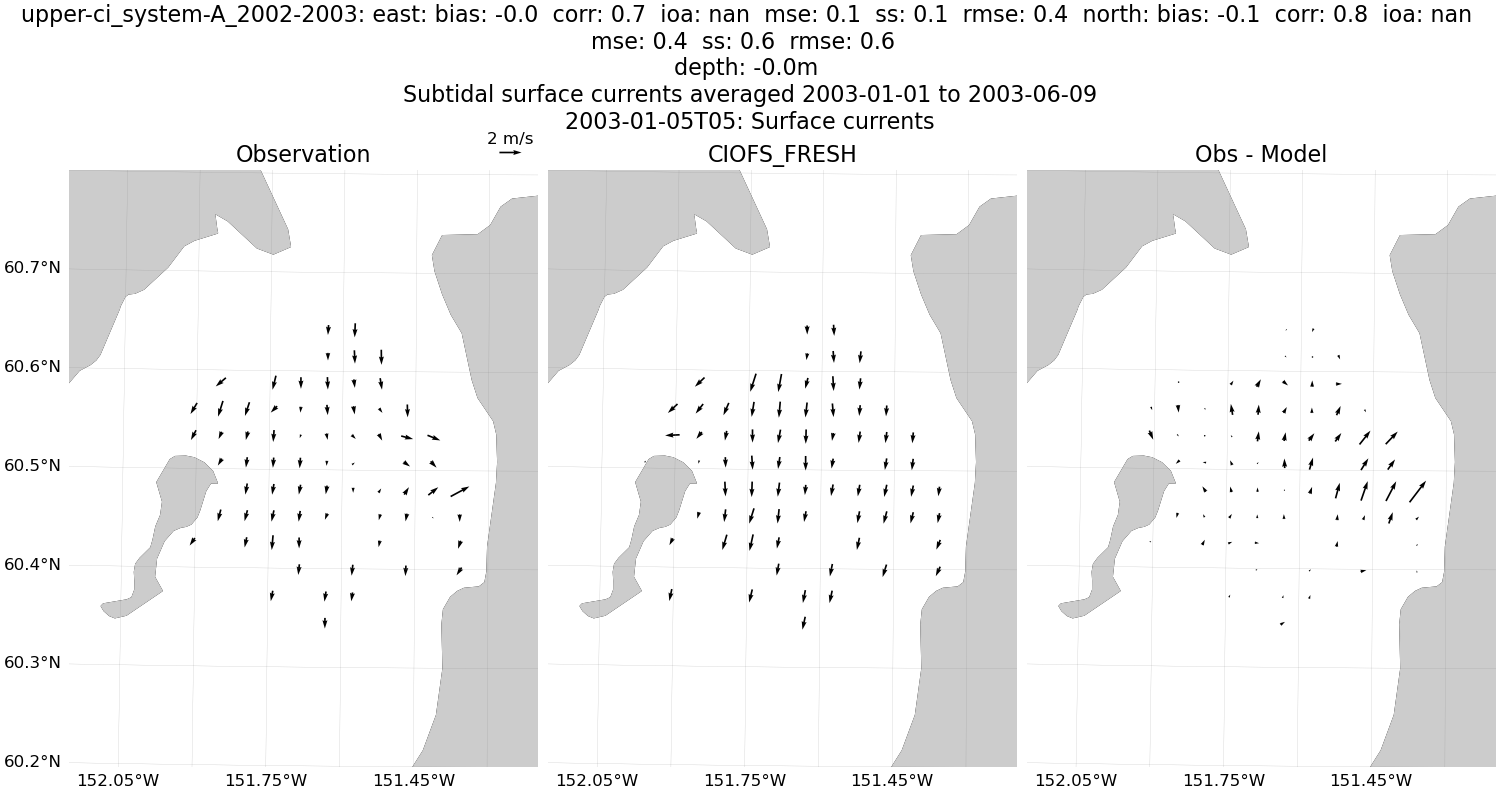 upper-ci_system-A_2002-2003: east: bias: -0.0  corr: 0.7  ioa: nan  mse: 0.1  ss: 0.1  rmse: 0.4  north: bias: -0.1  corr: 0.8  ioa: nan
mse: 0.4  ss: 0.6  rmse: 0.6
depth: -0.0m
Subtidal surface currents averaged 2003-01-01 to 2003-06-09
2003-01-05T05: Surface currents
2 m/s
Observation
CIOFS_FRESH
Obs - Model
60.7°N
60.6°N
60.5°N
60.4°N
60.3°N
60.2°N
152.05°W
151.75°W
151.45°W
152.05°W
151.75°W
151.45°W
152.05°W
151.75°W
151.45°W